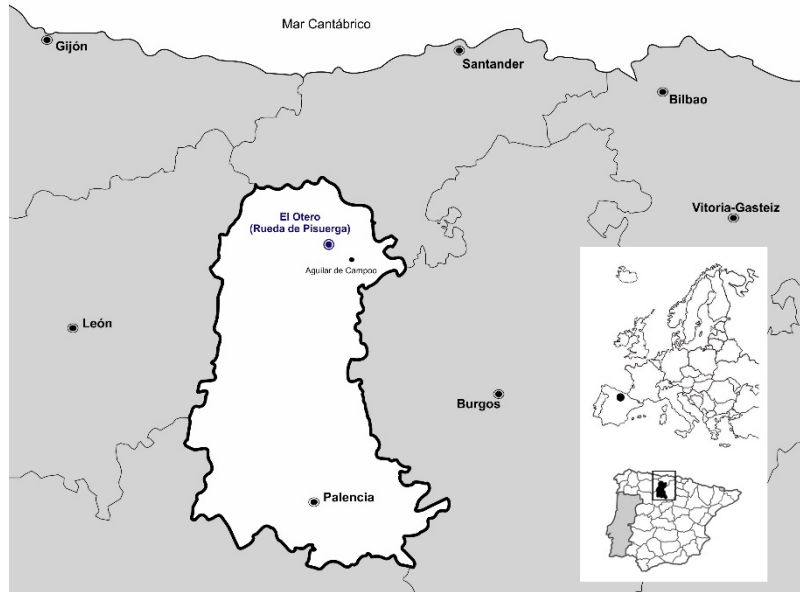 Mar Cantábrico
Gijón
Santander
Bilbao
Vitoria-Gasteiz
El Otero
(Rueda de Pisuerga)
Aguilar de Campoo
León
Burgos
Palencia